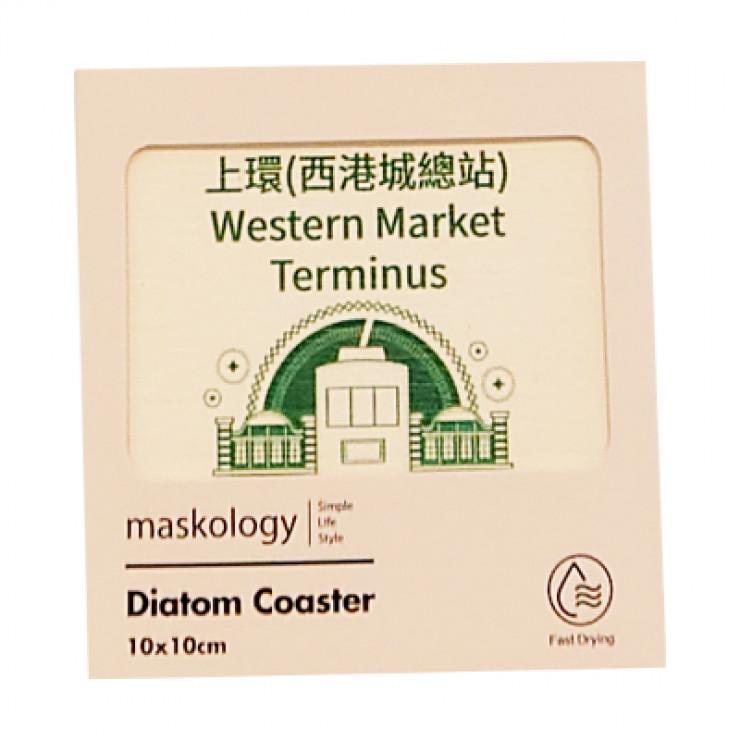 上環(西港城總站)
Western Market
Terminus
maskology
Simple
Life
Style
Diatom Coaster
10x10cm
Fast Drying